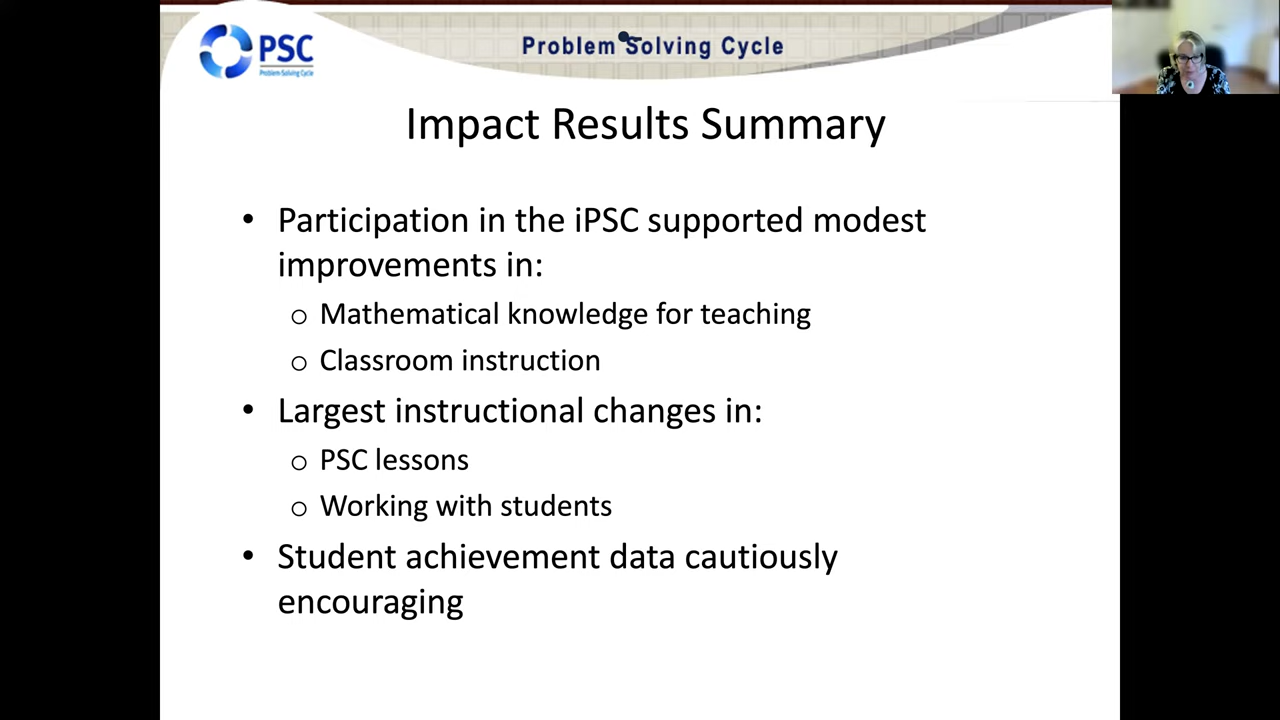 PSC
Problem-Solving Cycle
Problem Solving Cycle
Impact Results Summary
• Participation in the iPSC supported modest
improvements in:
o Mathematical knowledge for teaching
o Classroom instruction
• Largest instructional changes in:
o PSC lessons
o Working with students
• Student achievement data cautiously
encouraging